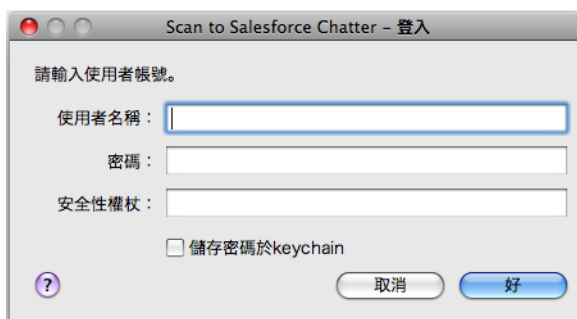 Scan to Salesforce Chatter – 登入
請輸入使用者帳號。
使用者名稱：
密碼：
安全性權杖：
儲存密碼於keychain
? 取消 好